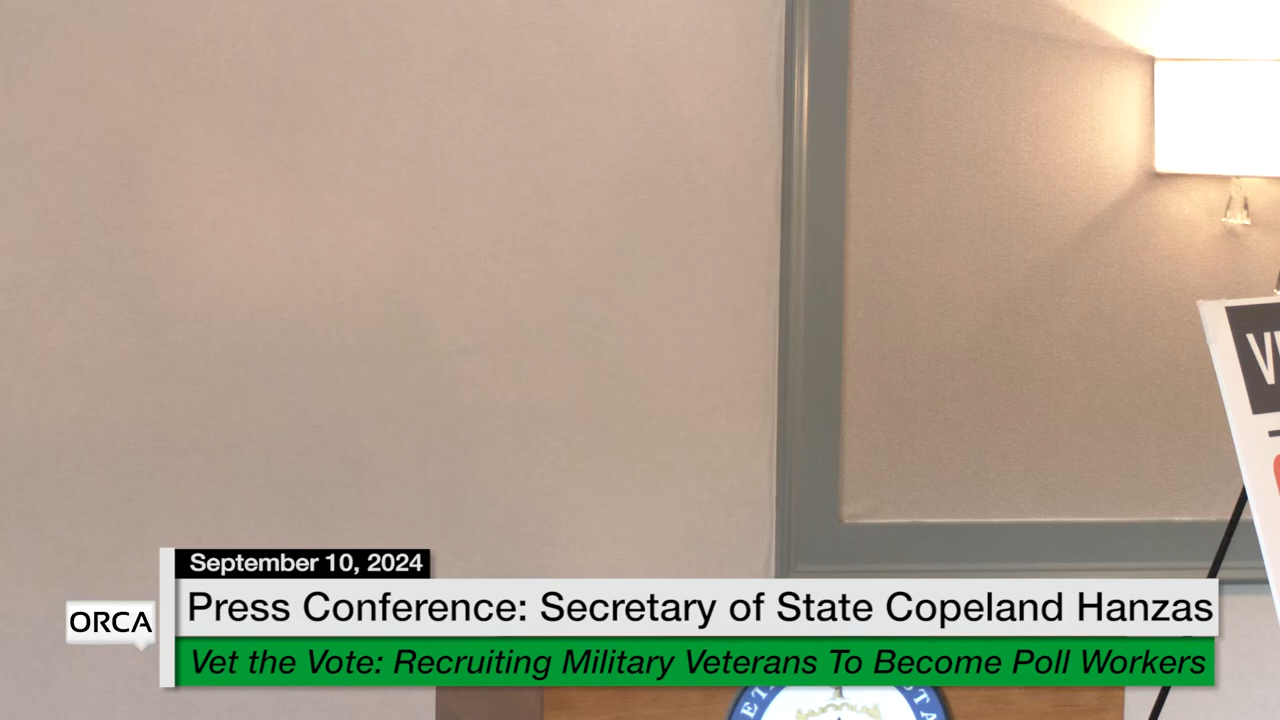 September 10, 2024
Press Conference: Secretary of State Copeland Hanzas
ORCA
Vet the Vote: Recruiting Military Veterans To Become Poll Workers